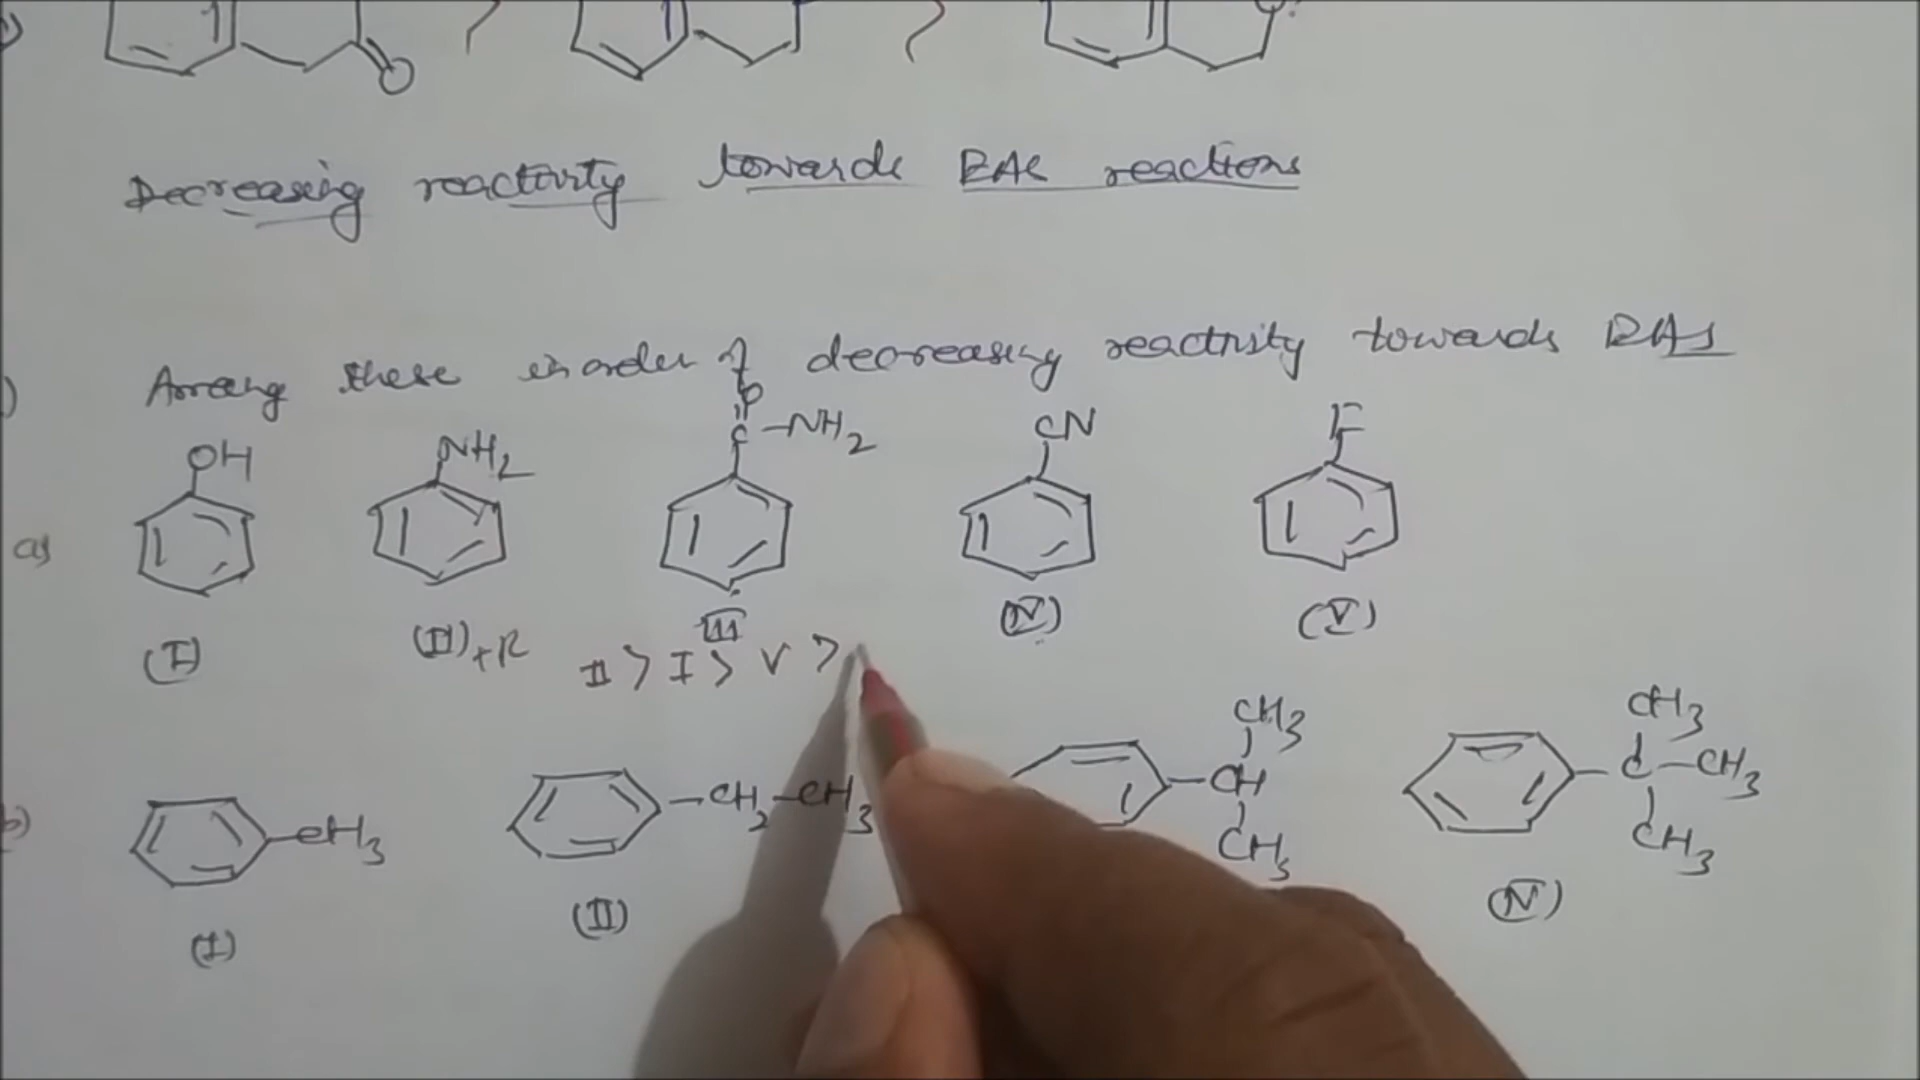 Decreasing reactivity towards EAS reactions
Arrang these in order of decreasing reactivity towards EAS
OH NH2 O C-NH2 CN F
a)
(I) (II) +R III (IV) (V)
II > I > V >
b) CH3 CH2-CH3 CH3 CH CH3 CH3 C-CH3 CH3
(I) (II) (IV)